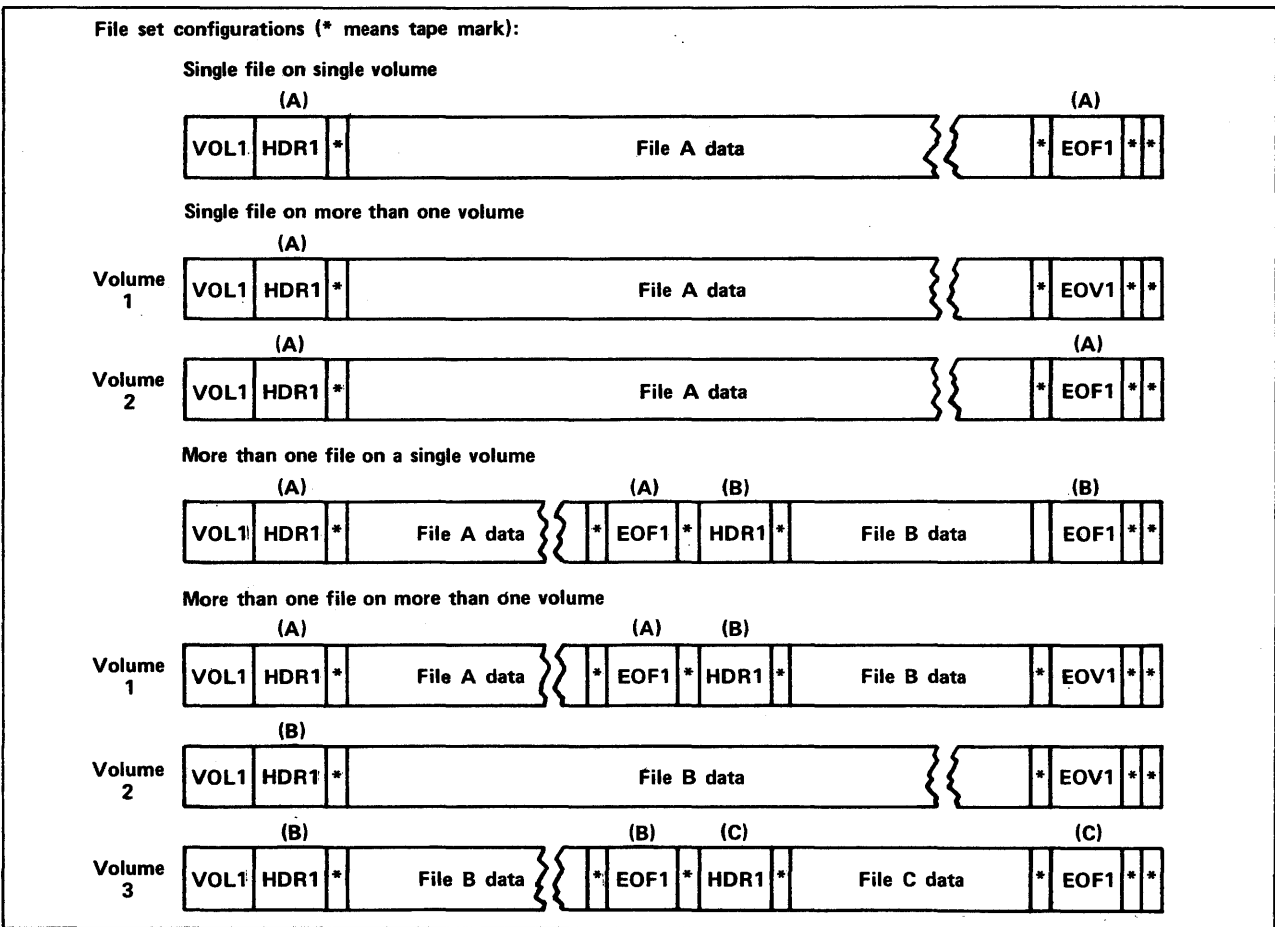 File set configurations (* means tape mark):
Single file on single volume
(A) (A)
VOL1 HDR1 * File A data * EOF1 * *
Single file on more than one volume
(A)
Volume 1 VOL1 HDR1 * File A data * EOV1 * *
(A) (A)
Volume 2 VOL1 HDR1 * File A data * EOF1 * *
More than one file on a single volume
(A) (A) (B) (B)
VOL1 HDR1 * File A data * EOF1 * HDR1 * File B data EOF1 * *
More than one file on more than one volume
(A) (A) (B)
Volume 1 VOL1 HDR1 * File A data * EOF1 * HDR1 * File B data * EOV1 * *
(B)
Volume 2 VOL1 HDR1 * File B data * EOV1 * *
(B) (B) (C) (C)
Volume 3 VOL1 HDR1 * File B data * EOF1 * HDR1 * File C data * EOF1 * *